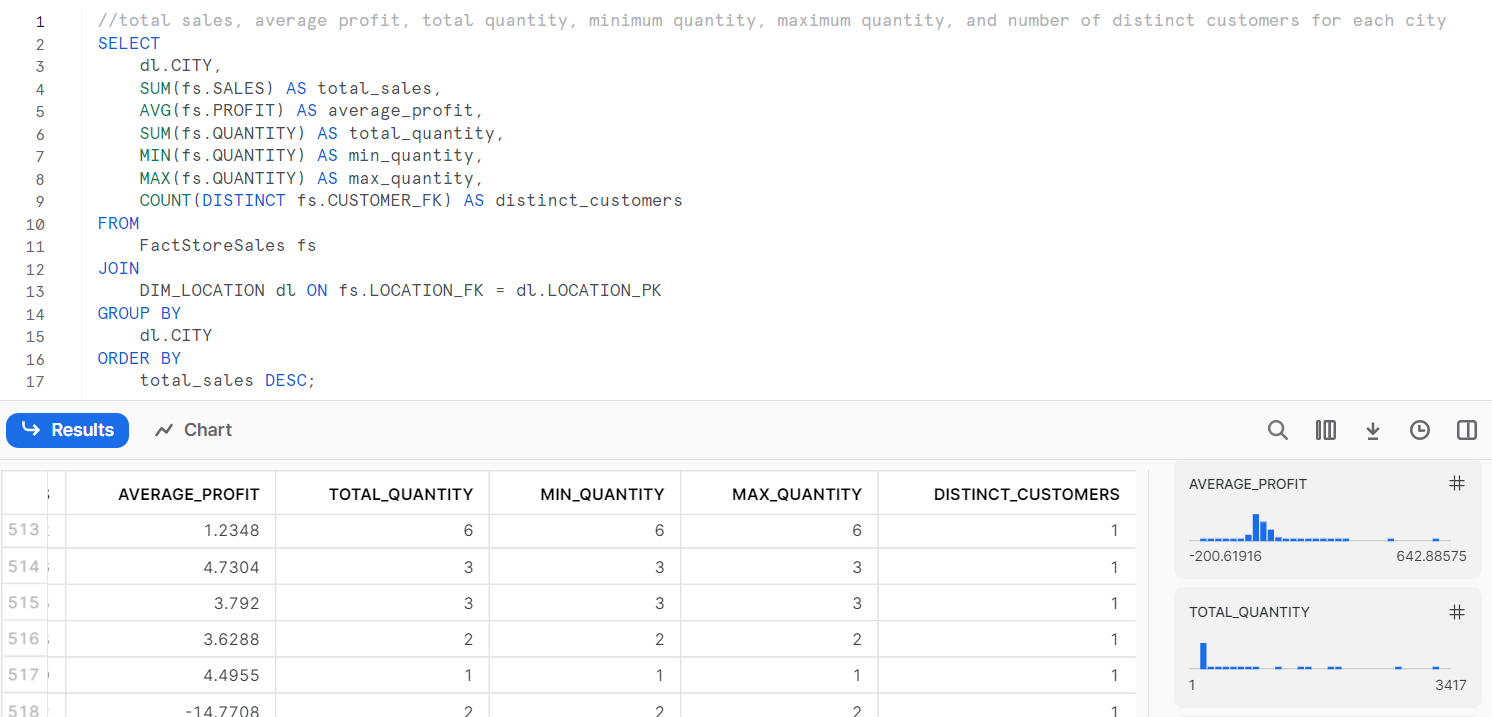 1 //total sales, average profit, total quantity, minimum quantity, maximum quantity, and number of distinct customers for each city
2 SELECT
3 dl.CITY,
4 SUM(fs.SALES) AS total_sales,
5 AVG(fs.PROFIT) AS average_profit,
6 SUM(fs.QUANTITY) AS total_quantity,
7 MIN(fs.QUANTITY) AS min_quantity,
8 MAX(fs.QUANTITY) AS max_quantity,
9 COUNT(DISTINCT fs.CUSTOMER_FK) AS distinct_customers
10 FROM
11 FactStoreSales fs
12 JOIN
13 DIM_LOCATION dl ON fs.LOCATION_FK = dl.LOCATION_PK
14 GROUP BY
15 dl.CITY
16 ORDER BY
17 total_sales DESC;
Results Chart
AVERAGE_PROFIT TOTAL_QUANTITY MIN_QUANTITY MAX_QUANTITY DISTINCT_CUSTOMERS
513 1.2348 6 6 6 1
514 4.7304 3 3 3 1
515 3.792 3 3 3 1
516 3.6288 2 2 2 1
517 4.4955 1 1 1 1
518 -14.7708 2 2 2 1
AVERAGE_PROFIT
-200.61916 642.88575
TOTAL_QUANTITY
1 3417